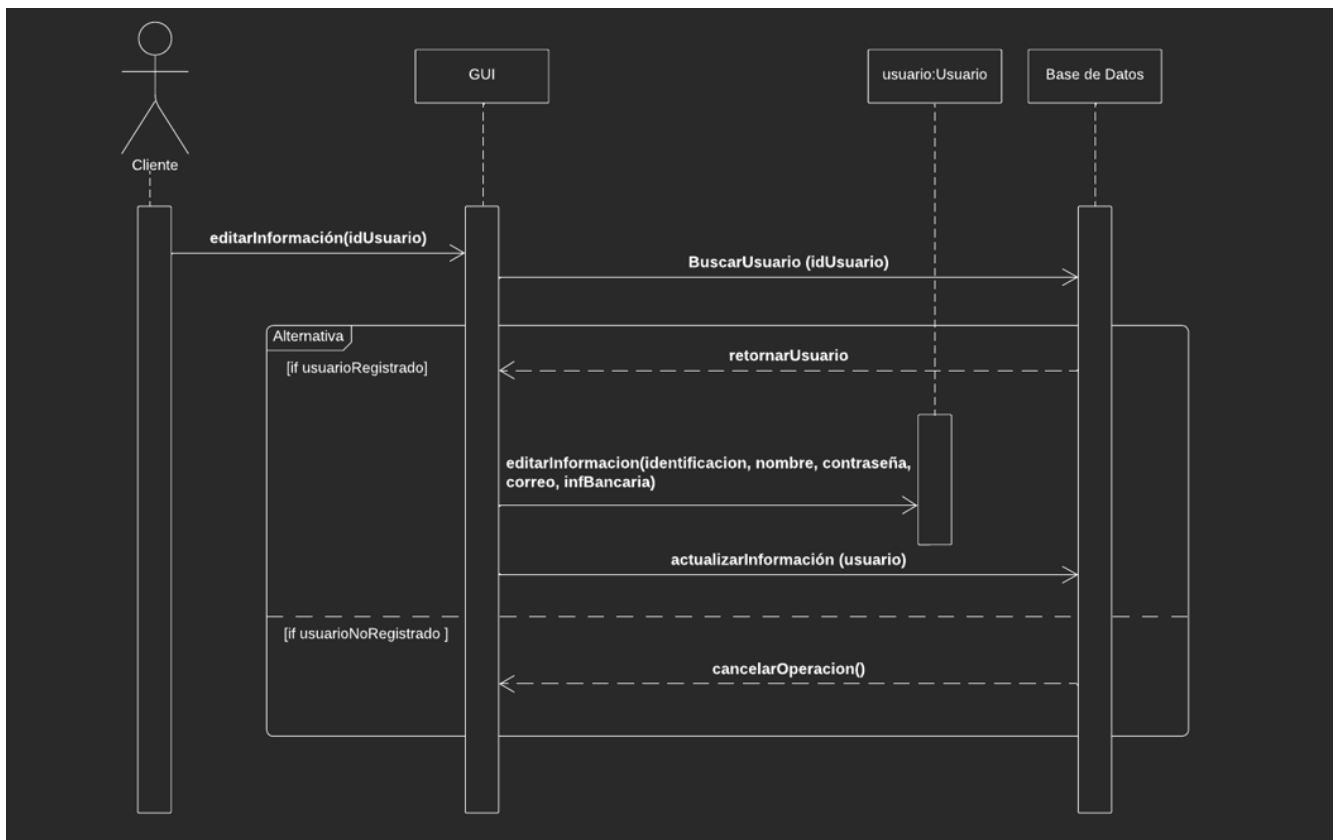 GUI
usuario:Usuario
Base de Datos
Cliente
editarInformación(idUsuario)
BuscarUsuario (idUsuario)
Alternativa
retornarUsuario
[if usuarioRegistrado]
editarInformacion(identificacion, nombre, contraseña,
correo, infBancaria)
actualizarInformación (usuario)
[if usuarioNoRegistrado ]
cancelarOperacion()